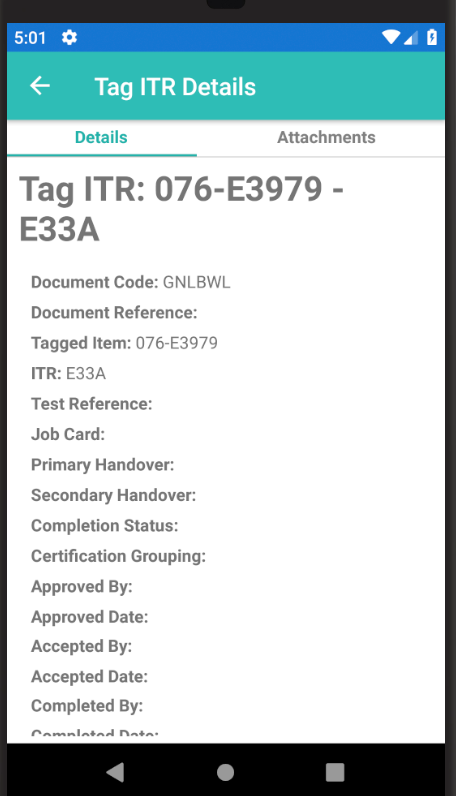 5:01
Tag ITR Details
Details
Attachments
Tag ITR: 076-E3979 -
E33A
Document Code: GNLBWL
Document Reference:
Tagged Item: 076-E3979
ITR: E33A
Test Reference:
Job Card:
Primary Handover:
Secondary Handover:
Completion Status:
Certification Grouping:
Approved By:
Approved Date:
Accepted By:
Accepted Date:
Completed By:
Completed Date: